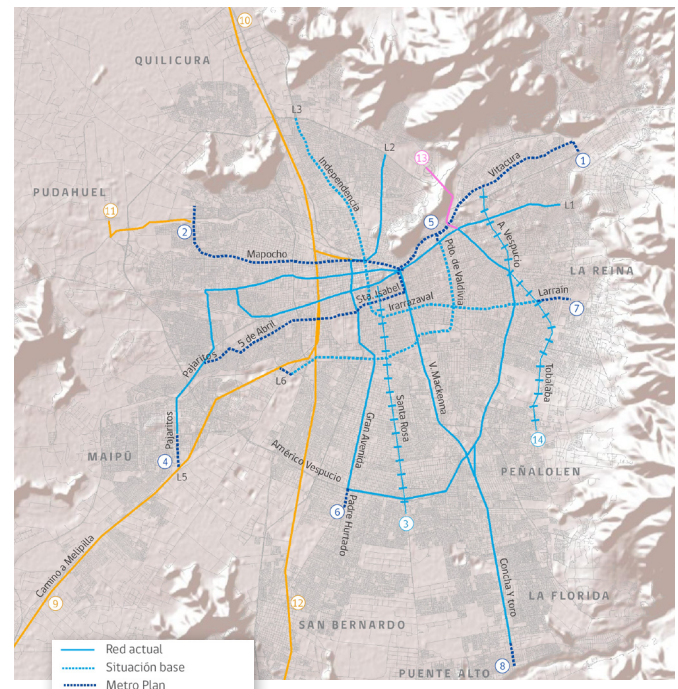 10
QUILICURA
L3
L2
13
Independencia
Vitacura
1
PUDAHUEL
11
2
5
L1
Mapocho
Pdo. de Valdivia
A. Vespucio
LA REINA
Sta. Isabel
Irarrazaval
Larraín
7
5 de Abril
Pajaritos
L6
V. Mackenna
Tobalaba
Santa Rosa
Gran Avenida
Pajaritos
14
MAIPÚ
4
L5
Américo Vespucio
PEÑALOLEN
6
Padre Hurtado
3
Camino a Melipilla
9
12
Concha Y toro
LA FLORIDA
SAN BERNARDO
8
PUENTE ALTO
Red actual
Situación base
Metro Plan